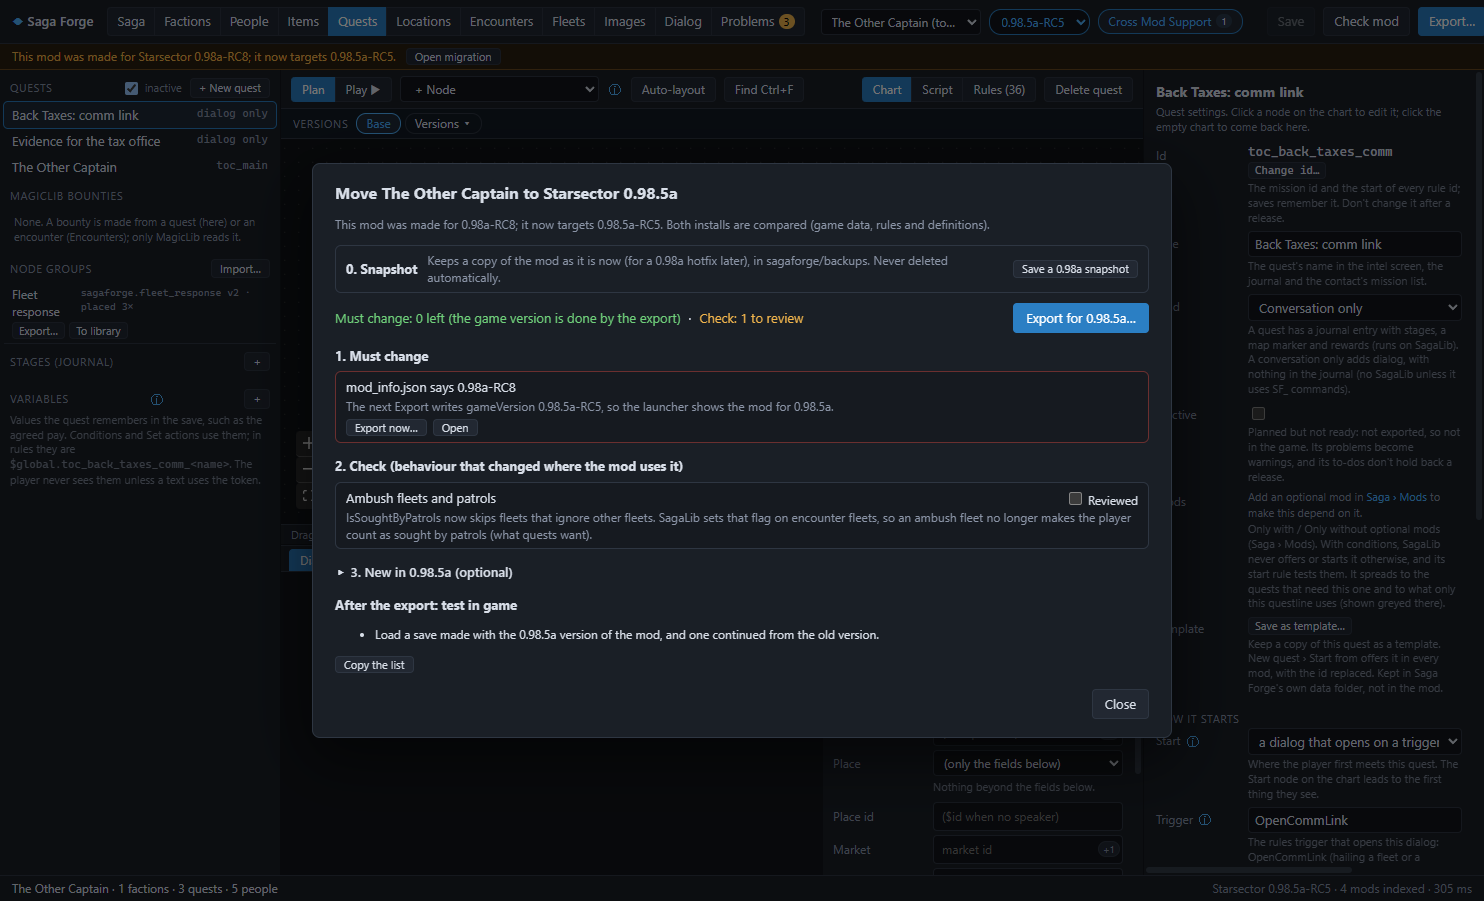 Saga Forge
Saga
Factions
People
Items
Quests
Locations
Encounters
Fleets
Images
Dialog
Problems 3
The Other Captain (to...
0.98.5a-RC5
Cross Mod Support 1
Save
Check mod
Export...
This mod was made for Starsector 0.98a-RC8; it now targets 0.98.5a-RC5.
Open migration
QUESTS
inactive
+ New quest
Back Taxes: comm link
dialog only
Evidence for the tax office
dialog only
The Other Captain
toc_main
MAGICLIB BOUNTIES
None. A bounty is made from a quest (here) or an
encounter (Encounters); only MagicLib reads it.
NODE GROUPS
Import...
Fleet
response
sagaforge.fleet_response v2 ·
placed 3×
Export...
To library
STAGES (JOURNAL)
+
VARIABLES
+
Values the quest remembers in the save, such as the
agreed pay. Conditions and Set actions use them; in
rules they are
$global.toc_back_taxes_comm_<name>. The
player never sees them unless a text uses the token.
Plan
Play ▶
+ Node
Auto-layout
Find Ctrl+F
Chart
Script
Rules (36)
Delete quest
VERSIONS
Base
Versions
Move The Other Captain to Starsector 0.98.5a
This mod was made for 0.98a-RC8; it now targets 0.98.5a-RC5. Both installs are compared (game data, rules and definitions).
0. Snapshot
Keeps a copy of the mod as it is now (for a 0.98a hotfix later), in sagaforge/backups. Never deleted
automatically.
Save a 0.98a snapshot
Must change: 0 left (the game version is done by the export) · Check: 1 to review
Export for 0.98.5a...
1. Must change
mod_info.json says 0.98a-RC8
The next Export writes gameVersion 0.98.5a-RC5, so the launcher shows the mod for 0.98.5a.
Export now...
Open
2. Check (behaviour that changed where the mod uses it)
Ambush fleets and patrols
Reviewed
IsSoughtByPatrols now skips fleets that ignore other fleets. SagaLib sets that flag on encounter fleets, so an ambush fleet no longer makes the player
count as sought by patrols (what quests want).
3. New in 0.98.5a (optional)
After the export: test in game
• Load a save made with the 0.98.5a version of the mod, and one continued from the old version.
Copy the list
Close
Drag
Di
Place
(only the fields below)
Nothing beyond the fields below.
Place id
($id when no speaker)
Market
market id
+1
Back Taxes: comm link
Quest settings. Click a node on the chart to edit it; click the
empty chart to come back here.
Id
toc_back_taxes_comm
Change id…
The mission id and the start of every rule id;
saves remember it. Don't change it after a
release.
e
Back Taxes: comm link
The quest's name in the intel screen, the
journal and the contact's mission list.
d
Conversation only
A quest has a journal entry with stages, a
map marker and rewards (runs on SagaLib).
A conversation only adds dialog, with
nothing in the journal (no SagaLib unless it
uses SF_ commands).
ctive
Planned but not ready: not exported, so not
in the game. Its problems become
warnings, and its to-dos don't hold back a
release.
ods
Add an optional mod in Saga › Mods to
make this depend on it.
Only with / Only without optional mods
(Saga › Mods). With conditions, SagaLib
never offers or starts it otherwise, and its
start rule tests them. It spreads to the
quests that need this one and to what only
this questline uses (shown greyed there).
mplate
Save as template...
Keep a copy of this quest as a template.
New quest › Start from offers it in every
mod, with the id replaced. Kept in Saga
Forge's own data folder, not in the mod.
W IT STARTS
Start
a dialog that opens on a trigger
Where the player first meets this quest. The
Start node on the chart leads to the first
thing they see.
Trigger
OpenCommLink
The rules trigger that opens this dialog:
OpenCommLink (hailing a fleet or a
The Other Captain · 1 factions · 3 quests · 5 people
Starsector 0.98.5a-RC5 · 4 mods indexed · 305 ms